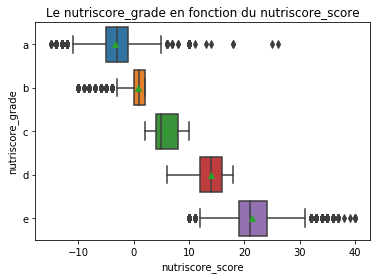 Le nutriscore_grade en fonction du nutriscore_score
nutriscore_grade
a
b
c
d
e
−10
0
10
20
30
40
nutriscore_score